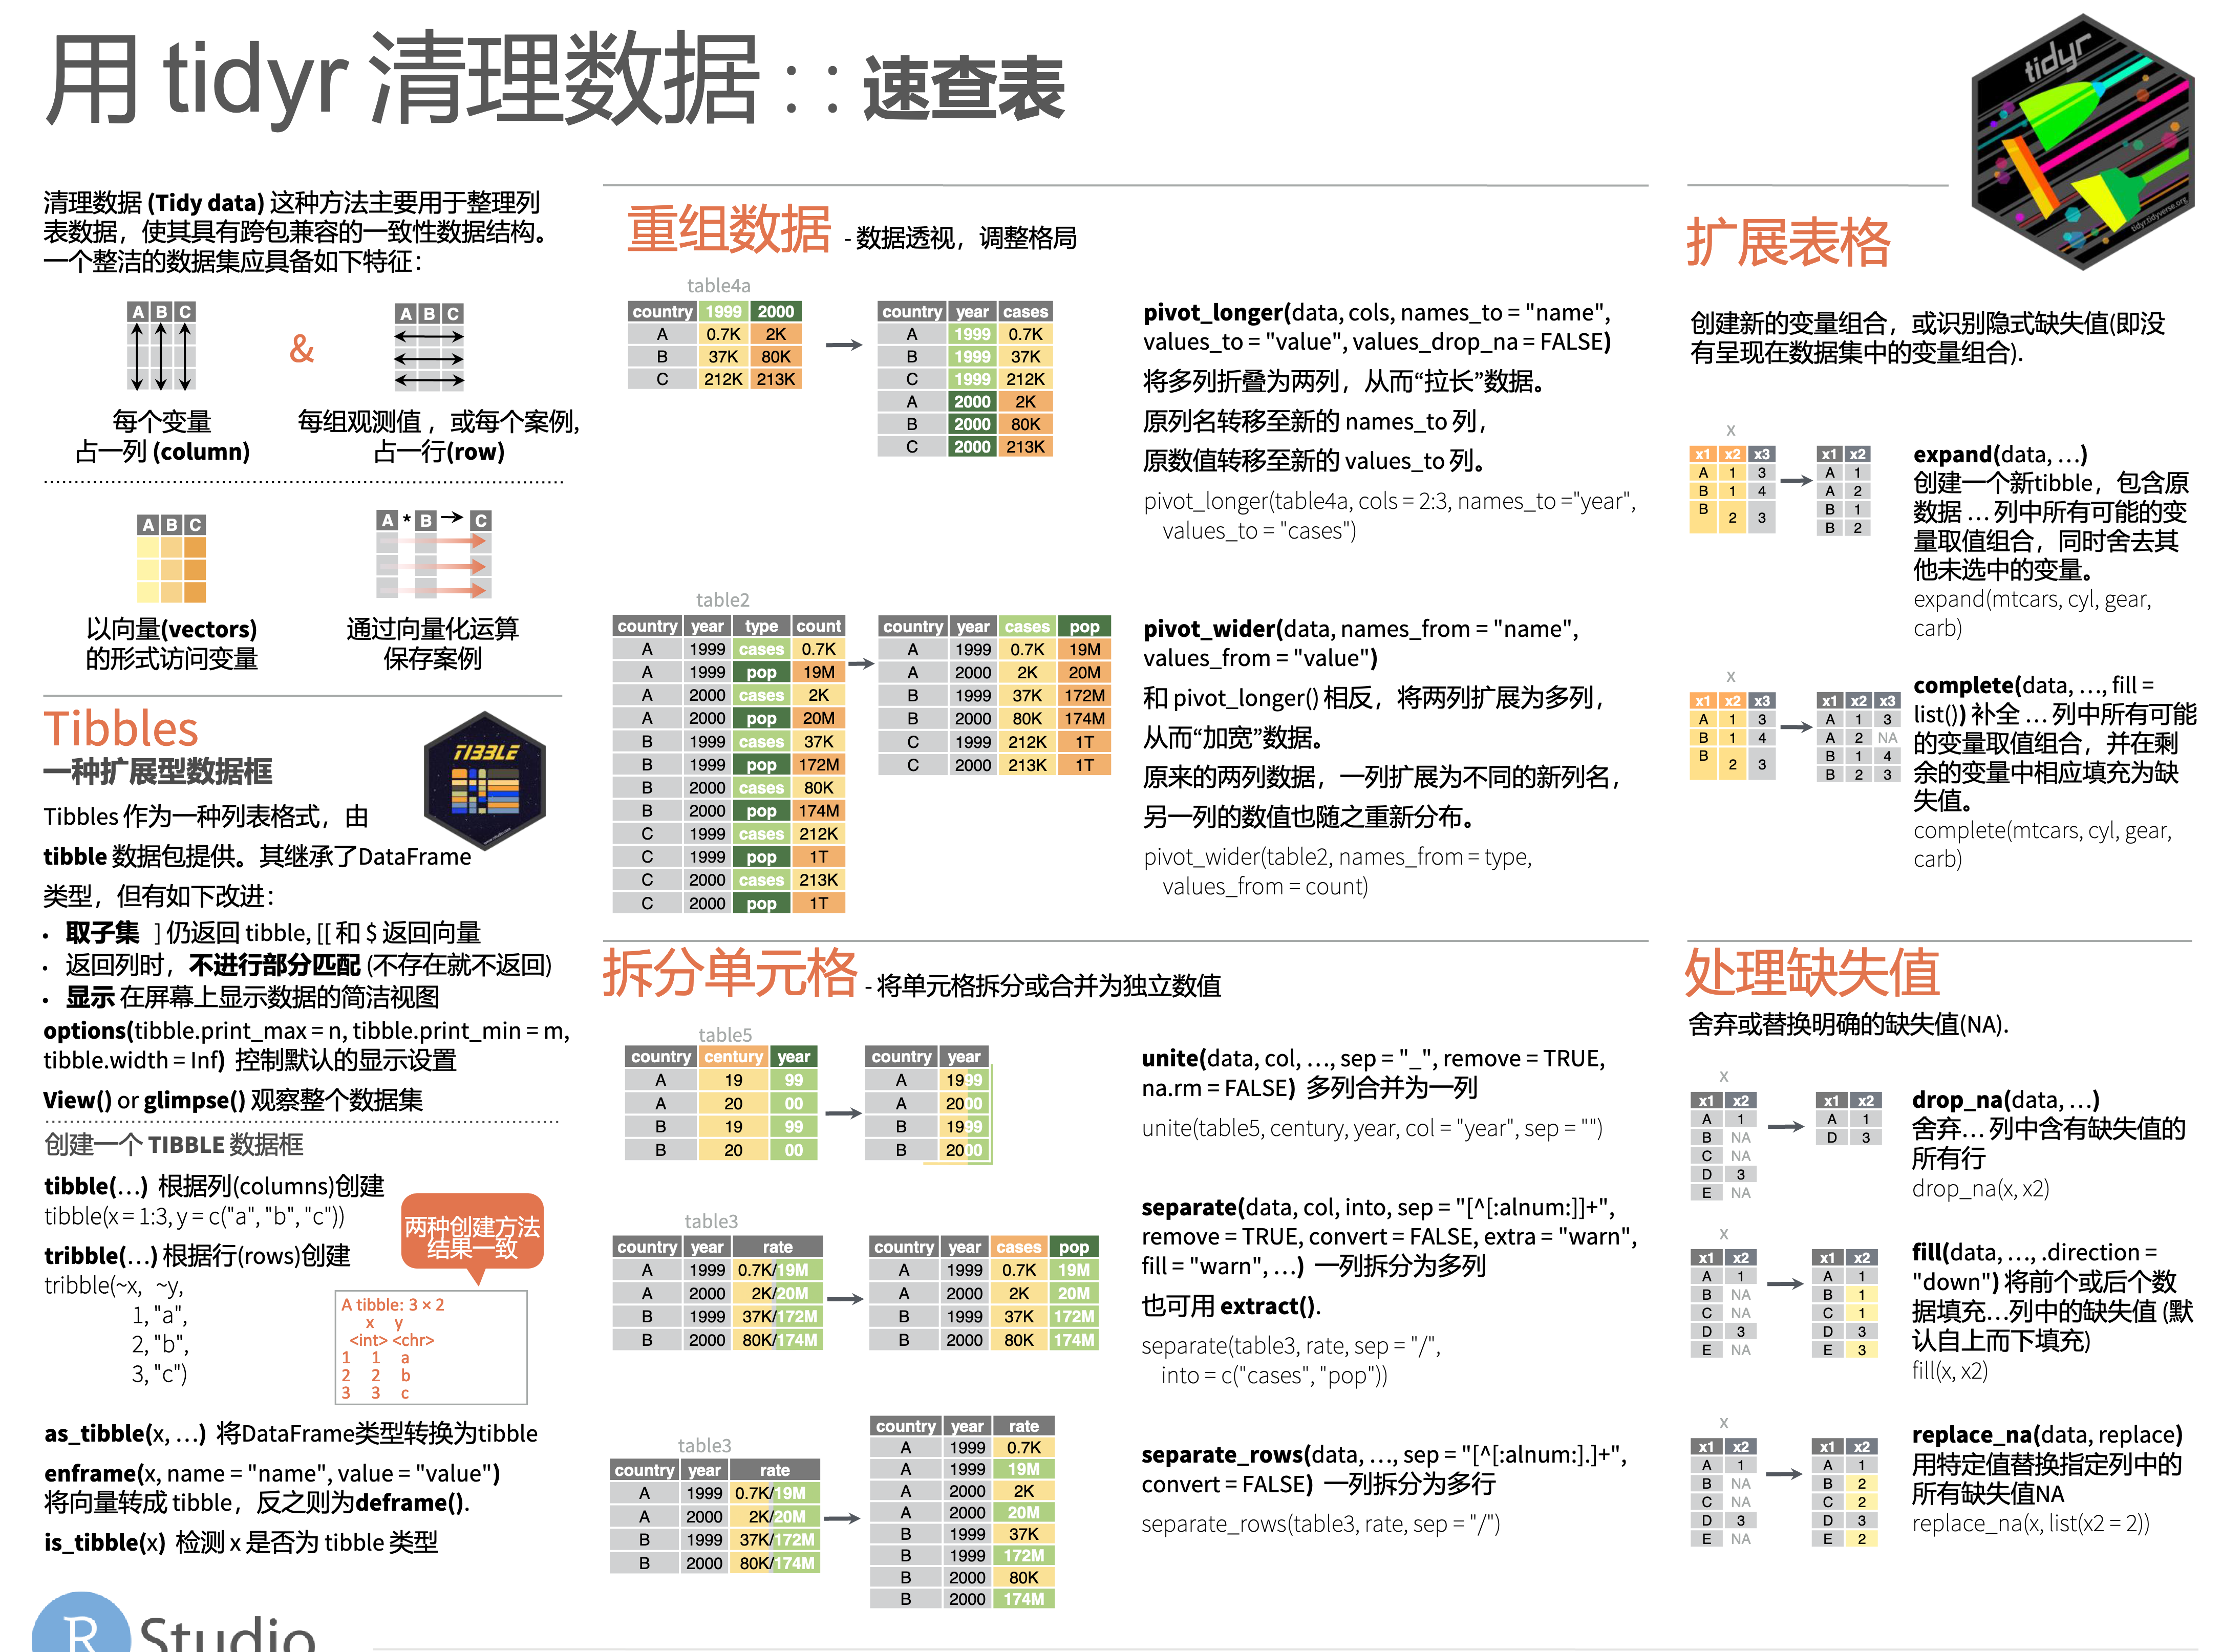 用 tidyr 清理数据 : : 速查表
tidyr
tidyr.tidyverse.org
清理数据 (Tidy data) 这种方法主要用于整理列
表数据，使其具有跨包兼容的一致性数据结构。
一个整洁的数据集应具备如下特征：
A B C
&
A B C
每个变量
占一列 (column)
每组观测值，或每个案例,
占一行(row)
A B C
A * B → C
以向量(vectors)
的形式访问变量
通过向量化运算
保存案例
Tibbles
一种扩展型数据框
TIBBLE
Tibbles 作为一种列表格式，由
tibble 数据包提供。其继承了DataFrame
类型，但有如下改进：
• 取子集 ] 仍返回 tibble, [[ 和 $ 返回向量
• 返回列时，不进行部分匹配 (不存在就不返回)
• 显示 在屏幕上显示数据的简洁视图
options(tibble.print_max = n, tibble.print_min = m,
tibble.width = Inf) 控制默认的显示设置
View() or glimpse() 观察整个数据集
创建一个 TIBBLE 数据框
tibble(…) 根据列(columns)创建
tibble(x = 1:3, y = c("a", "b", "c"))
tribble(…) 根据行(rows)创建
tribble(~x, ~y,
1, "a",
2, "b",
3, "c")
两种创建方法
结果一致
A tibble: 3 × 2
x y
<int> <chr>
1 1 a
2 2 b
3 3 c
as_tibble(x, …) 将DataFrame类型转换为tibble
enframe(x, name = "name", value = "value")
将向量转成 tibble，反之则为deframe().
is_tibble(x) 检测 x 是否为 tibble 类型
R Studio
重组数据 - 数据透视，调整格局
table4a
country 1999 2000
A 0.7K 2K
B 37K 80K
C 212K 213K
country year cases
A 1999 0.7K
B 1999 37K
C 1999 212K
A 2000 2K
B 2000 80K
C 2000 213K
pivot_longer(data, cols, names_to = "name",
values_to = "value", values_drop_na = FALSE)
将多列折叠为两列，从而“拉长”数据。
原列名转移至新的 names_to 列，
原数值转移至新的 values_to 列。
pivot_longer(table4a, cols = 2:3, names_to ="year",
values_to = "cases")
table2
country year type count
A 1999 cases 0.7K
A 1999 pop 19M
A 2000 cases 2K
A 2000 pop 20M
B 1999 cases 37K
B 1999 pop 172M
B 2000 cases 80K
B 2000 pop 174M
C 1999 cases 212K
C 1999 pop 1T
C 2000 cases 213K
C 2000 pop 1T
country year cases pop
A 1999 0.7K 19M
A 2000 2K 20M
B 1999 37K 172M
B 2000 80K 174M
C 1999 212K 1T
C 2000 213K 1T
pivot_wider(data, names_from = "name",
values_from = "value")
和 pivot_longer() 相反，将两列扩展为多列，
从而“加宽”数据。
原来的两列数据，一列扩展为不同的新列名，
另一列的数值也随之重新分布。
pivot_wider(table2, names_from = type,
values_from = count)
拆分单元格 - 将单元格拆分或合并为独立数值
table5
country century year
A 19 99
A 20 00
B 19 99
B 20 00
country year
A 1999
A 2000
B 1999
B 2000
unite(data, col, …, sep = "_", remove = TRUE,
na.rm = FALSE) 多列合并为一列
unite(table5, century, year, col = "year", sep = "")
table3
country year rate
A 1999 0.7K/19M
A 2000 2K/20M
B 1999 37K/172M
B 2000 80K/174M
country year cases pop
A 1999 0.7K 19M
A 2000 2K 20M
B 1999 37K 172M
B 2000 80K 174M
separate(data, col, into, sep = "[^[:alnum:]]+",
remove = TRUE, convert = FALSE, extra = "warn",
fill = "warn", …) 一列拆分为多列
也可用 extract().
separate(table3, rate, sep = "/",
into = c("cases", "pop"))
table3
country year rate
A 1999 0.7K/19M
A 2000 2K/20M
B 1999 37K/172M
B 2000 80K/174M
country year rate
A 1999 0.7K
A 1999 19M
A 2000 2K
A 2000 20M
B 1999 37K
B 1999 172M
B 2000 80K
B 2000 174M
separate_rows(data, …, sep = "[^[:alnum:].]+",
convert = FALSE) 一列拆分为多行
separate_rows(table3, rate, sep = "/")
扩展表格
创建新的变量组合，或识别隐式缺失值(即没
有呈现在数据集中的变量组合).
x
x1 x2 x3
A 1 3
B 1 4
B 2 3
x1 x2
A 1
A 2
B 1
B 2
expand(data, …)
创建一个新tibble，包含原
数据 … 列中所有可能的变
量取值组合，同时舍去其
他未选中的变量。
expand(mtcars, cyl, gear,
carb)
x
x1 x2 x3
A 1 3
B 1 4
B 2 3
x1 x2 x3
A 1 3
A 2 NA
B 1 4
B 2 3
complete(data, …, fill =
list()) 补全 … 列中所有可能
的变量取值组合，并在剩
余的变量中相应填充为缺
失值。
complete(mtcars, cyl, gear,
carb)
处理缺失值
舍弃或替换明确的缺失值(NA).
x
x1 x2
A 1
B NA
C NA
D 3
E NA
x1 x2
A 1
D 3
drop_na(data, …)
舍弃… 列中含有缺失值的
所有行
drop_na(x, x2)
x
x1 x2
A 1
B NA
C NA
D 3
E NA
x1 x2
A 1
B 1
C 1
D 3
E 3
fill(data, …, .direction =
"down") 将前个或后个数
据填充…列中的缺失值 (默
认自上而下填充)
fill(x, x2)
x
x1 x2
A 1
B NA
C NA
D 3
E NA
x1 x2
A 1
B 2
C 2
D 3
E 2
replace_na(data, replace)
用特定值替换指定列中的
所有缺失值NA
replace_na(x, list(x2 = 2))